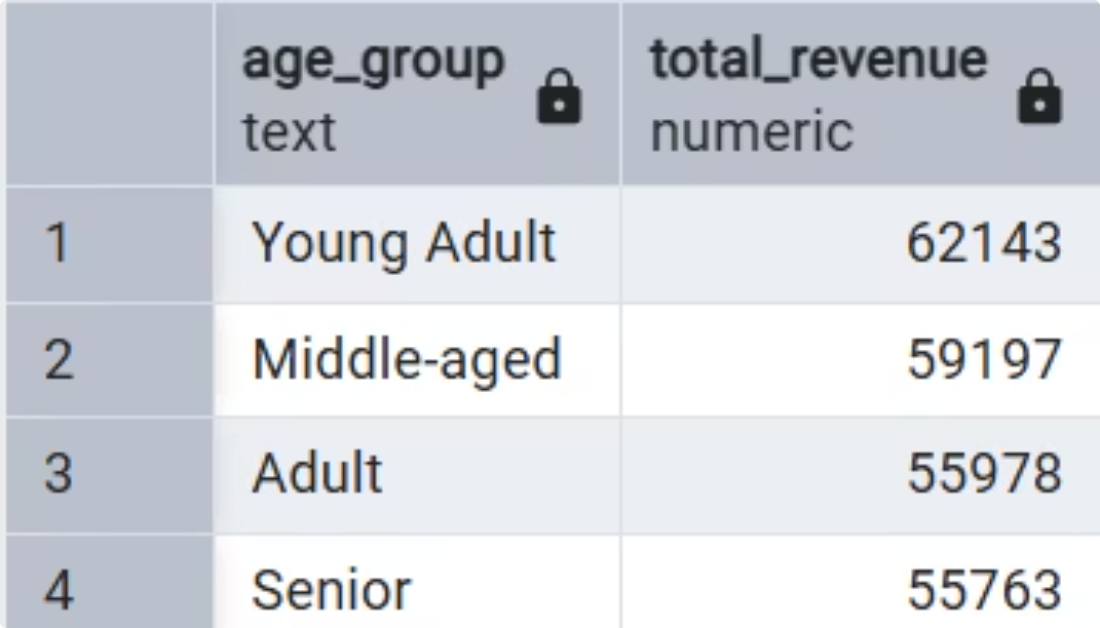 age_group total_revenue
text numeric
1 Young Adult 62143
2 Middle-aged 59197
3 Adult 55978
4 Senior 55763